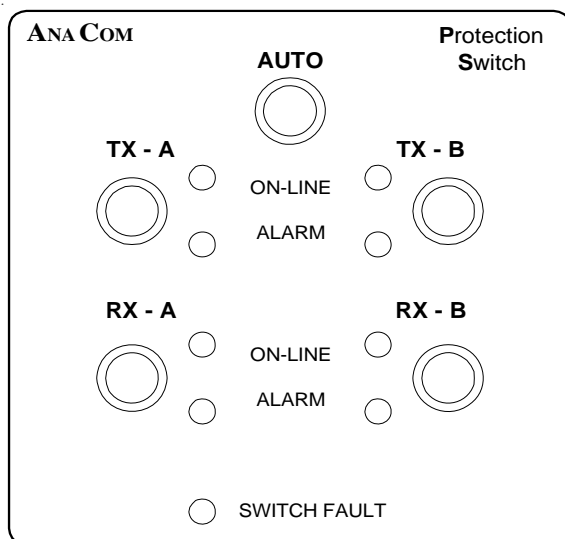 ANA COM
Protection
Switch
AUTO
TX - A
TX - B
ON-LINE
ALARM
RX - A
RX - B
ON-LINE
ALARM
SWITCH FAULT